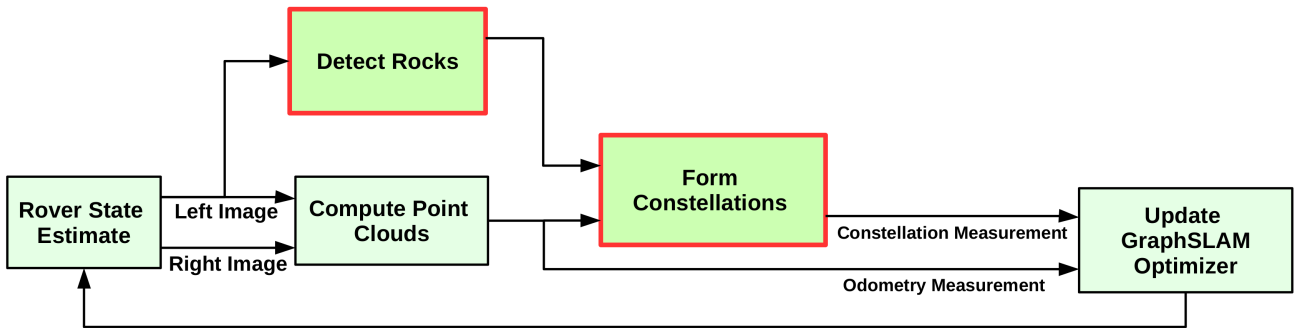 Detect Rocks
Rover State
Estimate
Left Image
Right Image
Compute Point
Clouds
Form
Constellations
Constellation Measurement
Odometry Measurement
Update
GraphSLAM
Optimizer